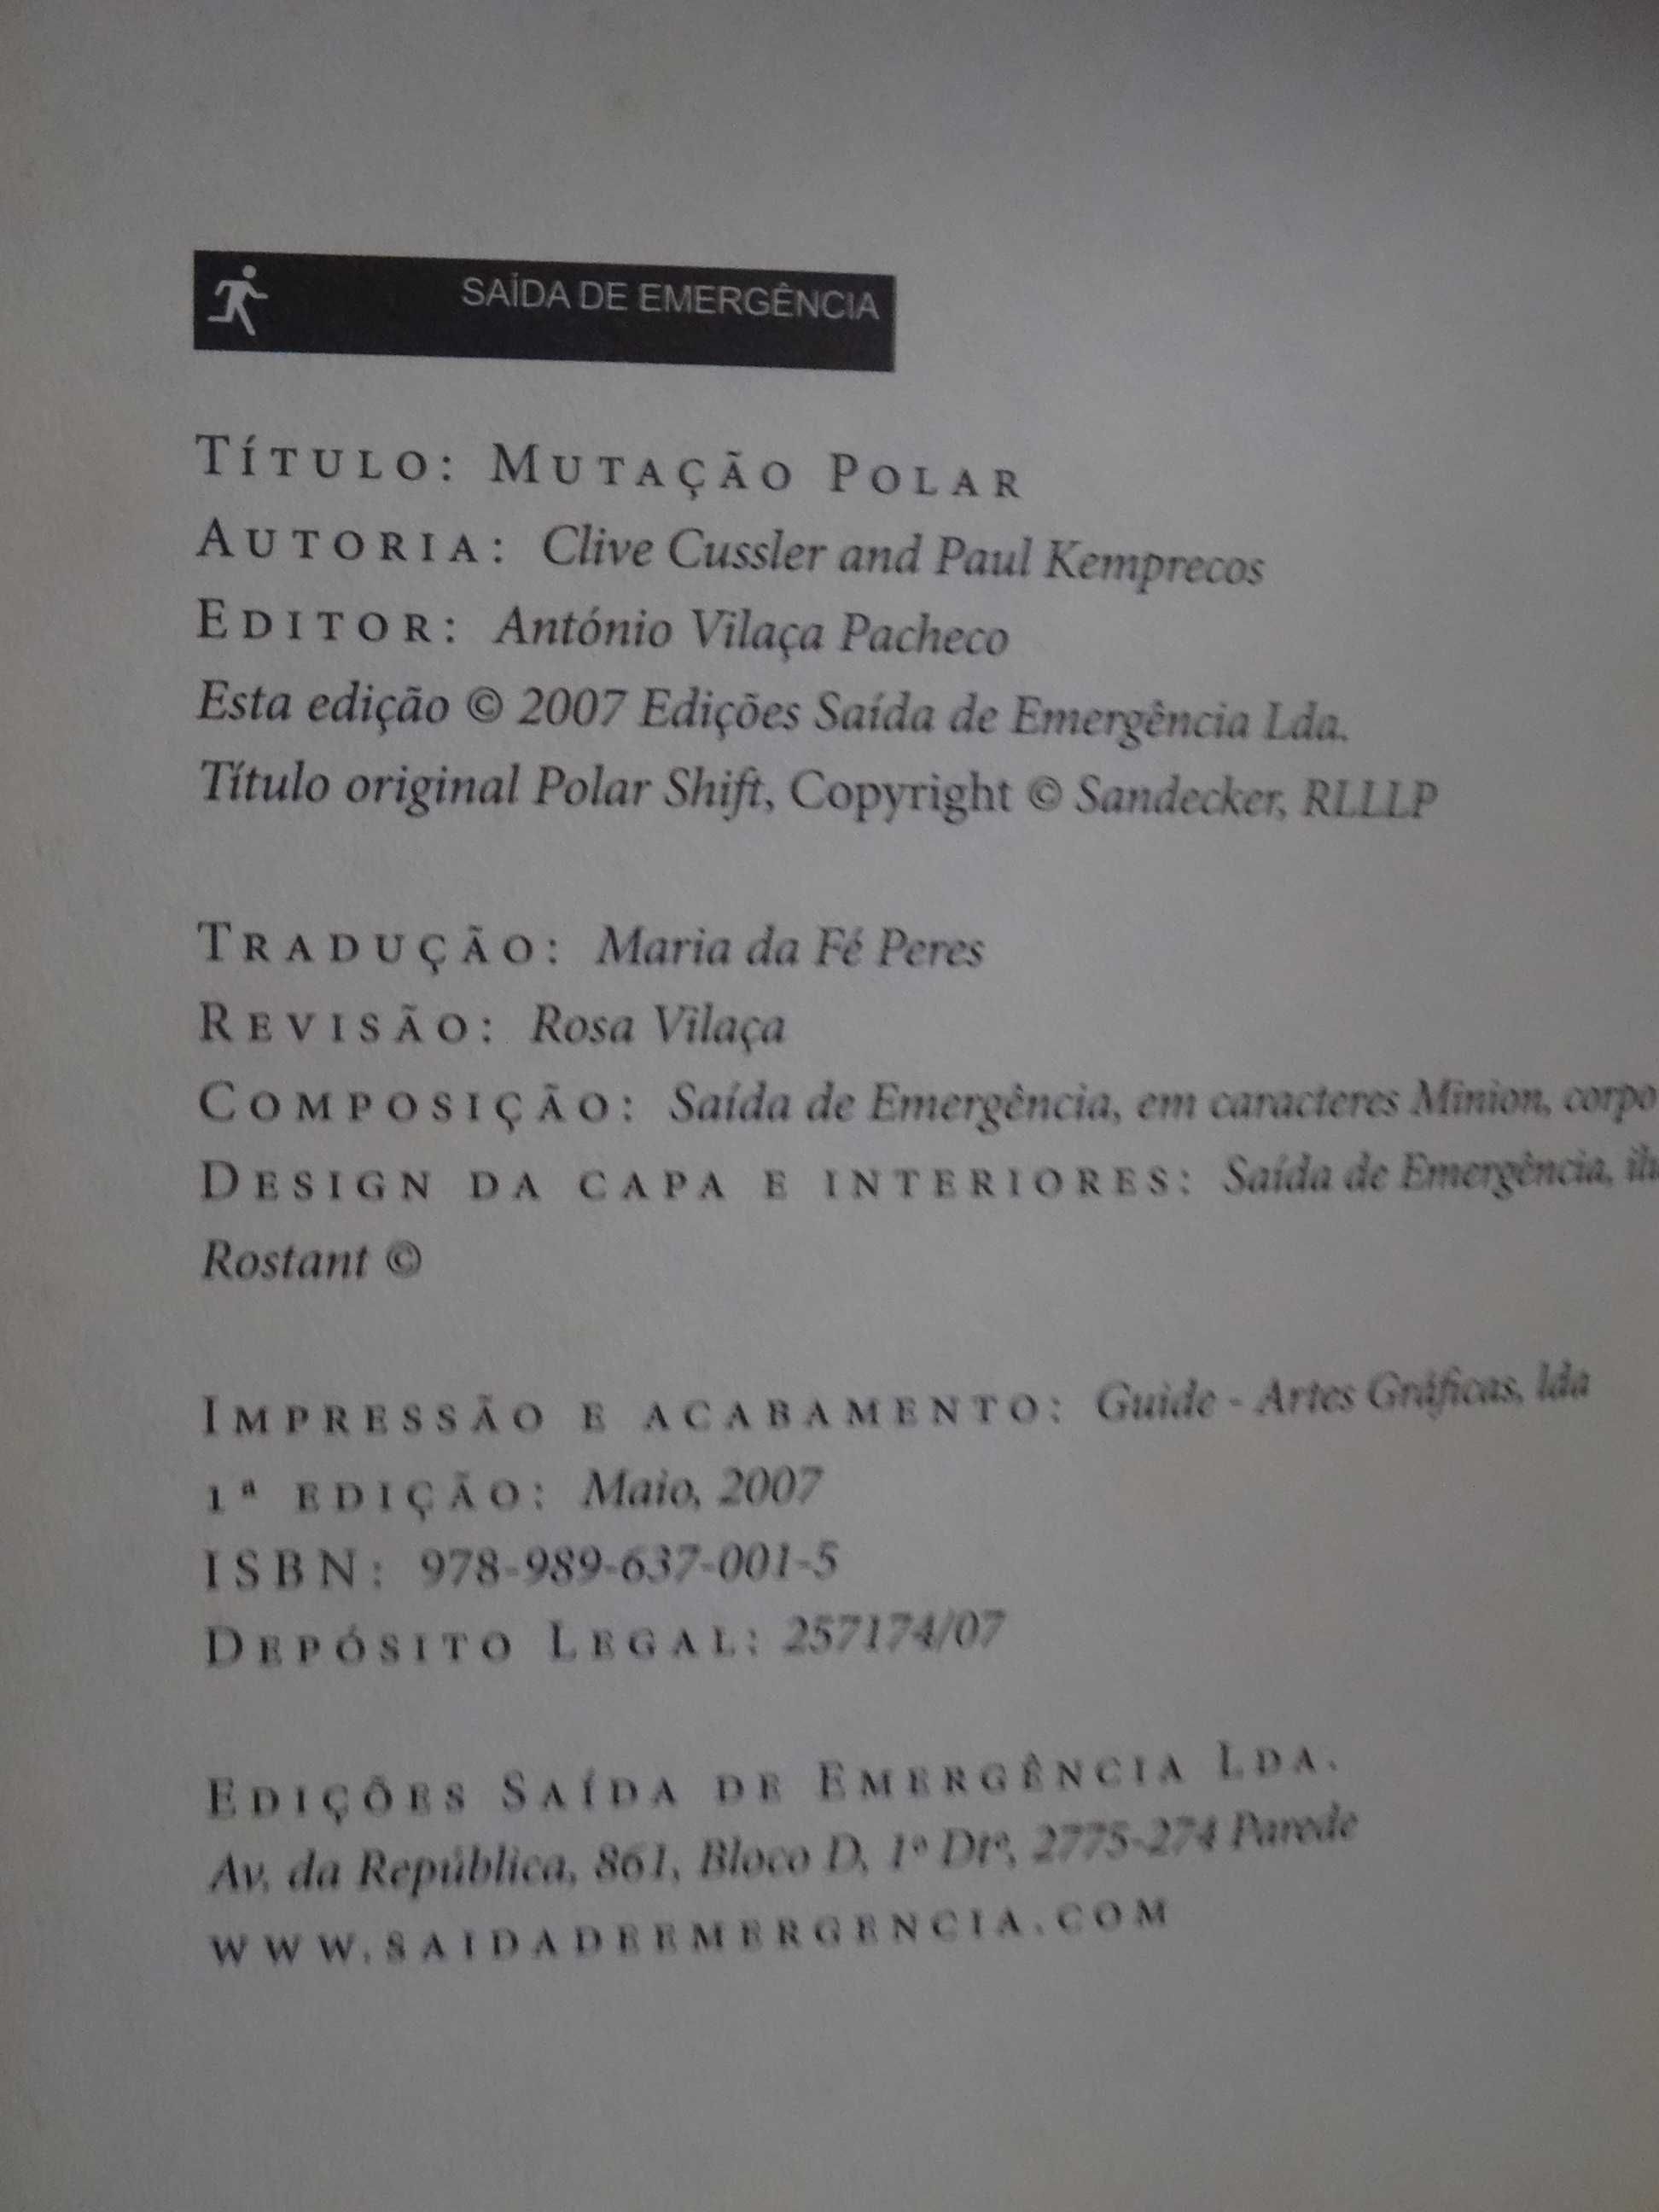 SAÍDA DE EMERGÊNCIA
TÍTULO: MUTAÇÃO POLAR
AUTORIA: Clive Cussler and Paul Kemprecos
EDITOR: António Vilaça Pacheco
Esta edição © 2007 Edições Saída de Emergência Lda.
Título original Polar Shift, Copyright © Sandecker, RLLLP
TRADUÇÃO: Maria da Fé Peres
REVISÃO: Rosa Vilaça
COMPOSIÇÃO: Saída de Emergência, em caracteres Minion, corpo
DESIGN DA CAPA E INTERIORES: Saída de Emergência,
Rostant ©
IMPRESSÃO E ACABAMENTO: Guide - Artes Gráficas, lda
1ª EDIÇÃO: Maio, 2007
ISBN: 978-989-637-001-5
DEPÓSITO LEGAL: 257174/07
EDIÇÕES SAÍDA DE EMERGÊNCIA LDA.
Av. da República, 861, Bloco D, 1º Drº, 2775-274 Parede
WWW.SAIDADEEMERGENCIA.COM